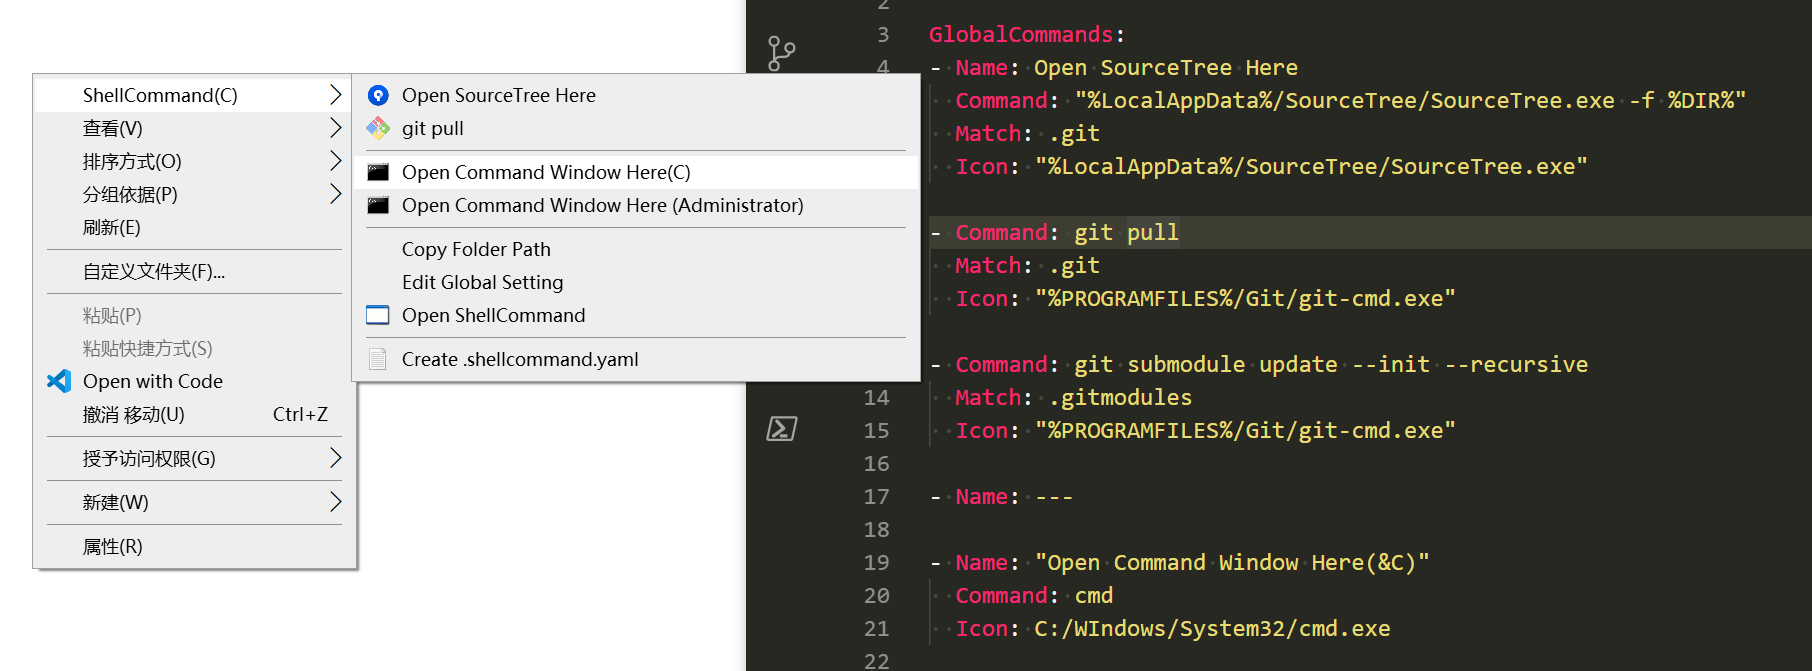 ShellCommand(C)
查看(V)
排序方式(O)
分组依据(P)
刷新(E)
自定义文件夹(F)...
粘贴(P)
粘贴快捷方式(S)
Open with Code
撤消 移动(U) Ctrl+Z
授予访问权限(G)
新建(W)
属性(R)
Open SourceTree Here
git pull
Open Command Window Here(C)
Open Command Window Here (Administrator)
Copy Folder Path
Edit Global Setting
Open ShellCommand
Create .shellcommand.yaml
2
3 GlobalCommands:
4 - Name: Open SourceTree Here
Command: "%LocalAppData%/SourceTree/SourceTree.exe -f %DIR%"
Match: .git
Icon: "%LocalAppData%/SourceTree/SourceTree.exe"
- Command: git pull
Match: .git
Icon: "%PROGRAMFILES%/Git/git-cmd.exe"
- Command: git submodule update --init --recursive
14 Match: .gitmodules
15 Icon: "%PROGRAMFILES%/Git/git-cmd.exe"
16
17 - Name: ---
18
19 - Name: "Open Command Window Here(&C)"
20 Command: cmd
21 Icon: C:/WIndows/System32/cmd.exe
22